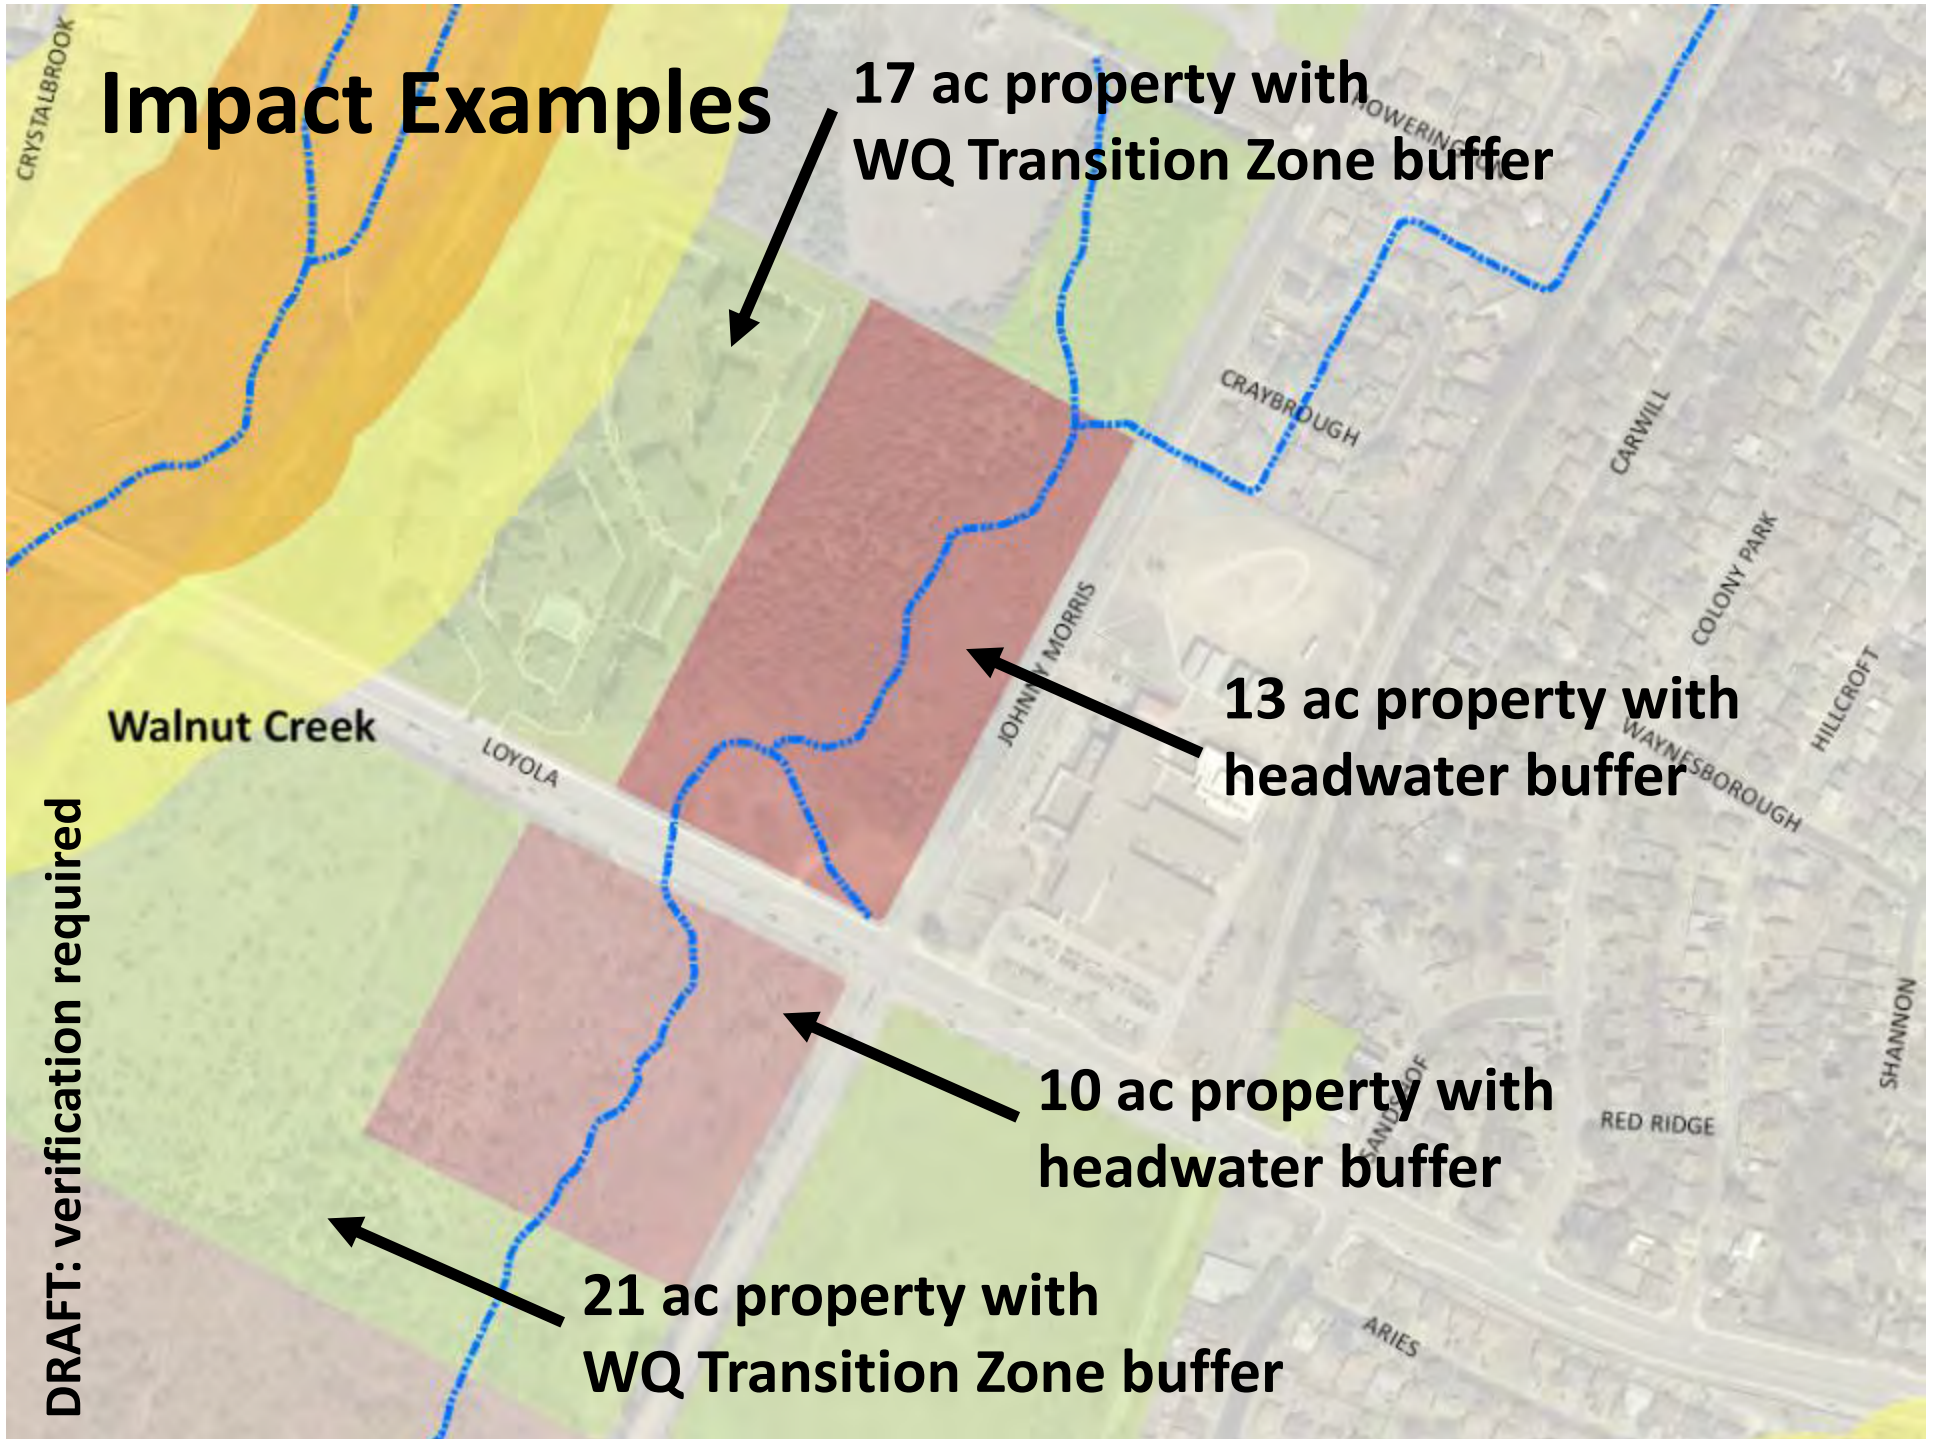 Impact Examples
17 ac property with
WQ Transition Zone buffer
CRYSTALBROOK
CRAYBROUGH
CARWILL
COLONY PARK
JOHNNY MORRIS
HILLCROFT
13 ac property with
headwater buffer
WAYNESBOROUGH
Walnut Creek
LOYOLA
DRAFT: verification required
SHANNON
10 ac property with
headwater buffer
RED RIDGE
21 ac property with
WQ Transition Zone buffer
ARIES